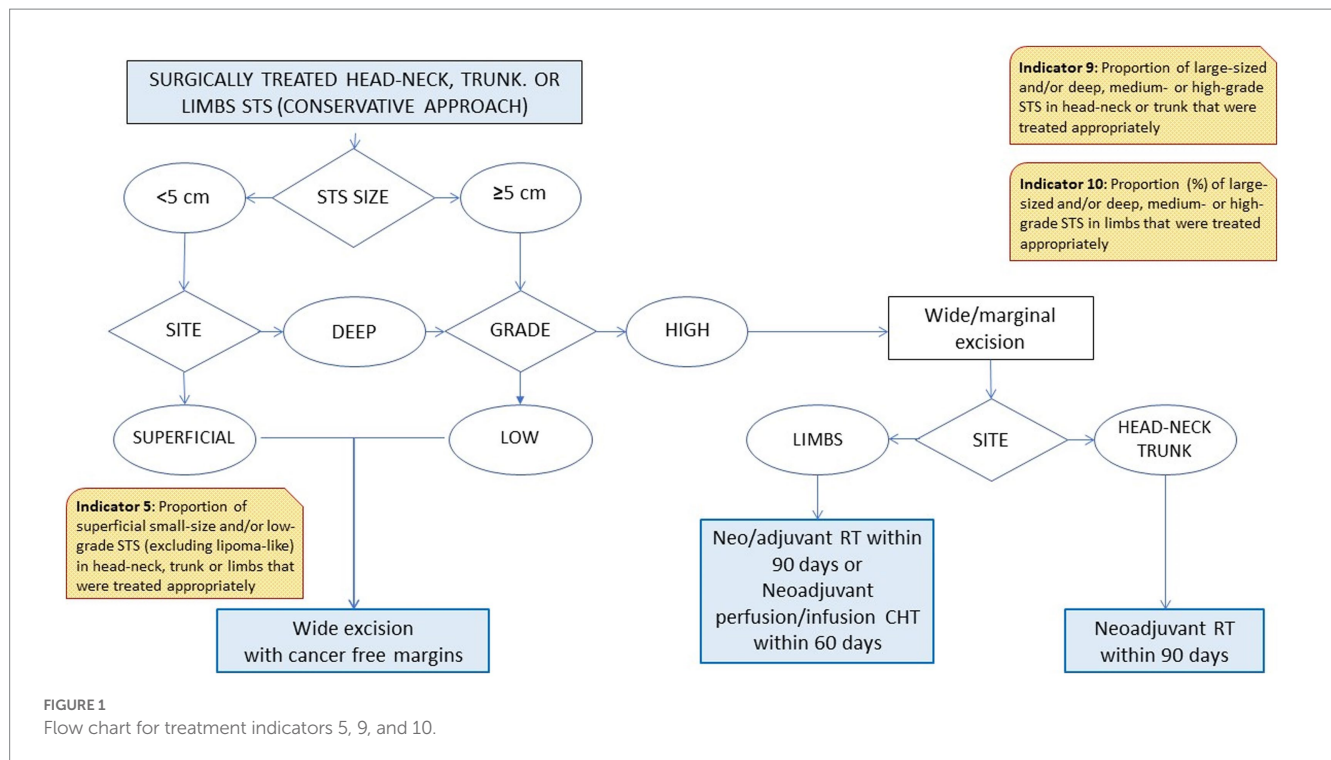 SURGICALLY TREATED HEAD-NECK, TRUNK. OR
LIMBS STS (CONSERVATIVE APPROACH)
Indicator 9: Proportion of large-sized
and/or deep, medium- or high-grade
STS in head-neck or trunk that were
treated appropriately
Indicator 10: Proportion (%) of large-
sized and/or deep, medium- or high-
grade STS in limbs that were treated
appropriately
<5 cm
STS SIZE
≥5 cm
SITE
DEEP
GRADE
HIGH
Wide/marginal
excision
SUPERFICIAL
LOW
LIMBS
SITE
HEAD-NECK
TRUNK
Indicator 5: Proportion of
superficial small-size and/or low-
grade STS (excluding lipoma-like)
in head-neck, trunk or limbs that
were treated appropriately
Wide excision
with cancer free margins
Neo/adjuvant RT within
90 days or
Neoadjuvant
perfusion/infusion CHT
within 60 days
Neoadjuvant RT
within 90 days
FIGURE 1
Flow chart for treatment indicators 5, 9, and 10.